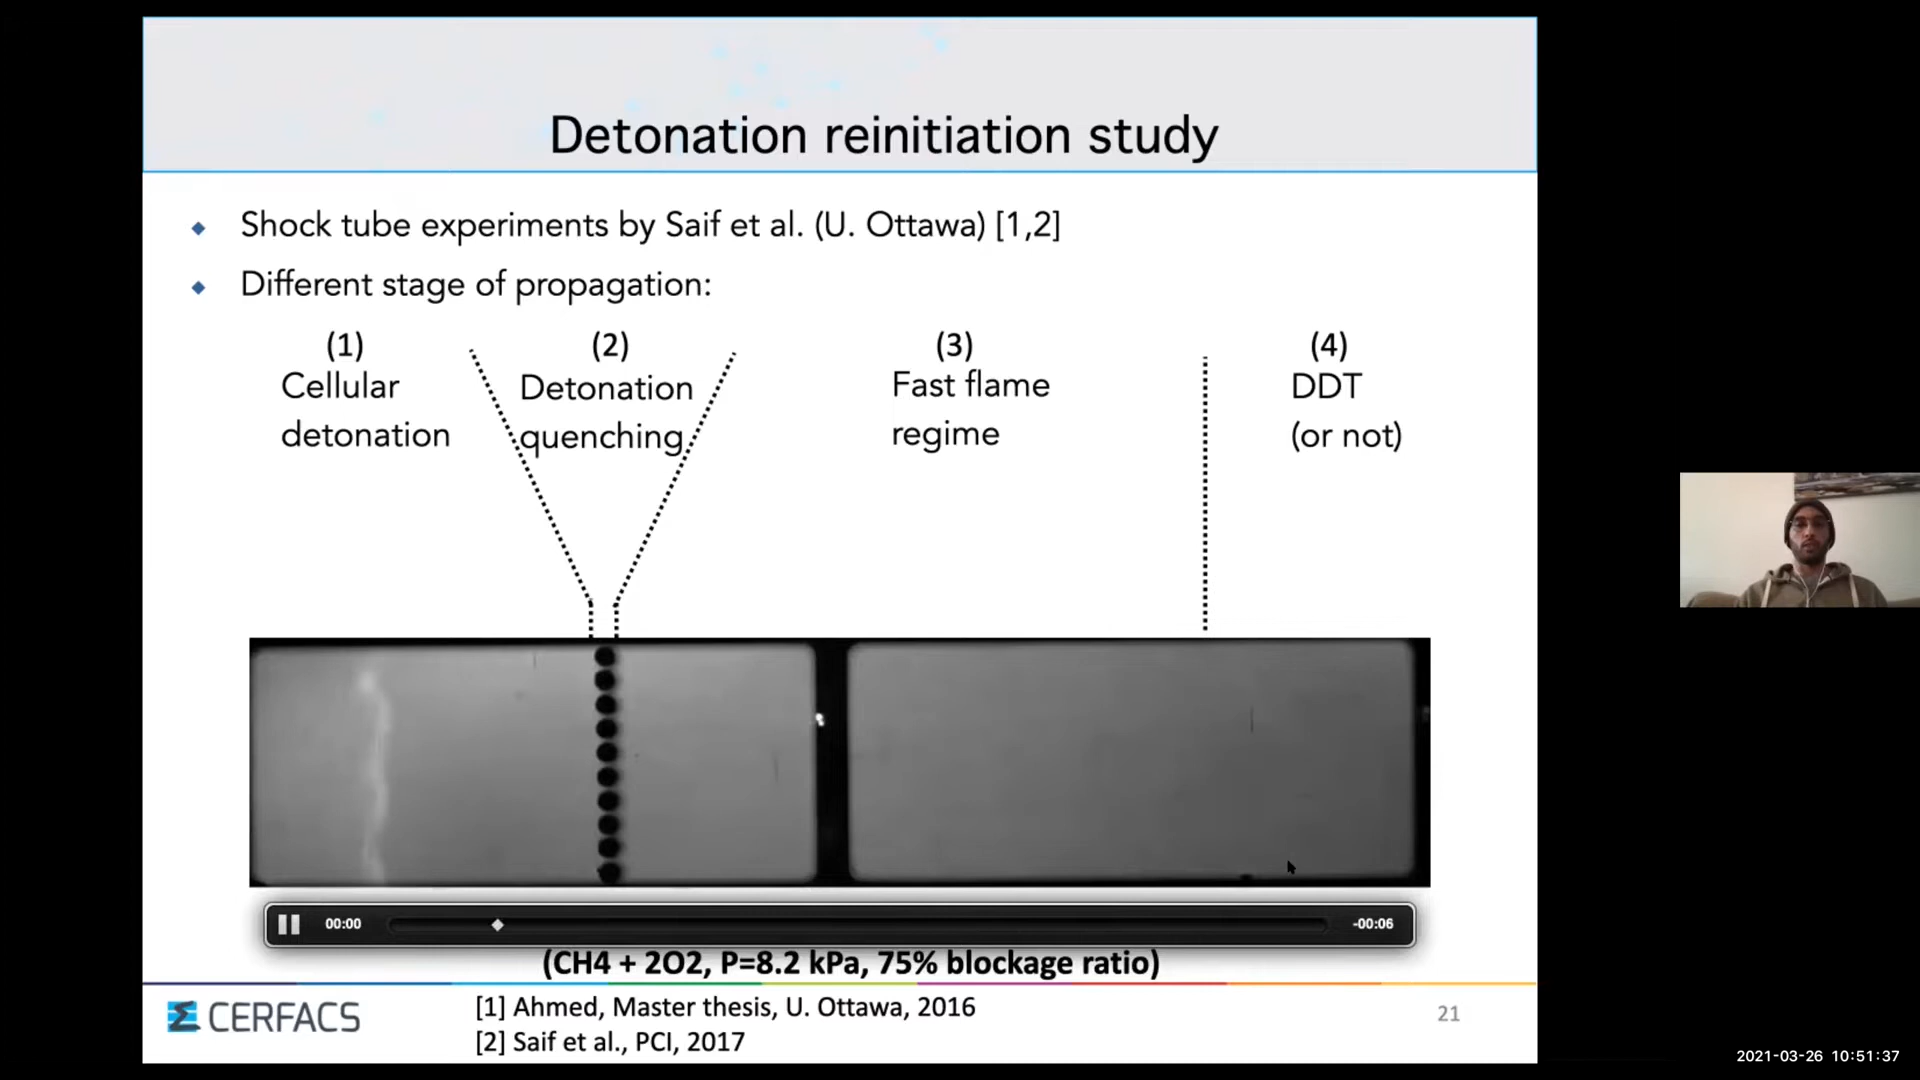 Detonation reinitiation study
Shock tube experiments by Saif et al. (U. Ottawa) [1,2]
Different stage of propagation:
(1)
Cellular
detonation
(2)
Detonation
quenching
(3)
Fast flame
regime
(4)
DDT
(or not)
00:00
-00:06
(CH4 + 2O2, P=8.2 kPa, 75% blockage ratio)
CERFACS
[1] Ahmed, Master thesis, U. Ottawa, 2016
[2] Saif et al., PCI, 2017
21
2021-03-26 10:51:37